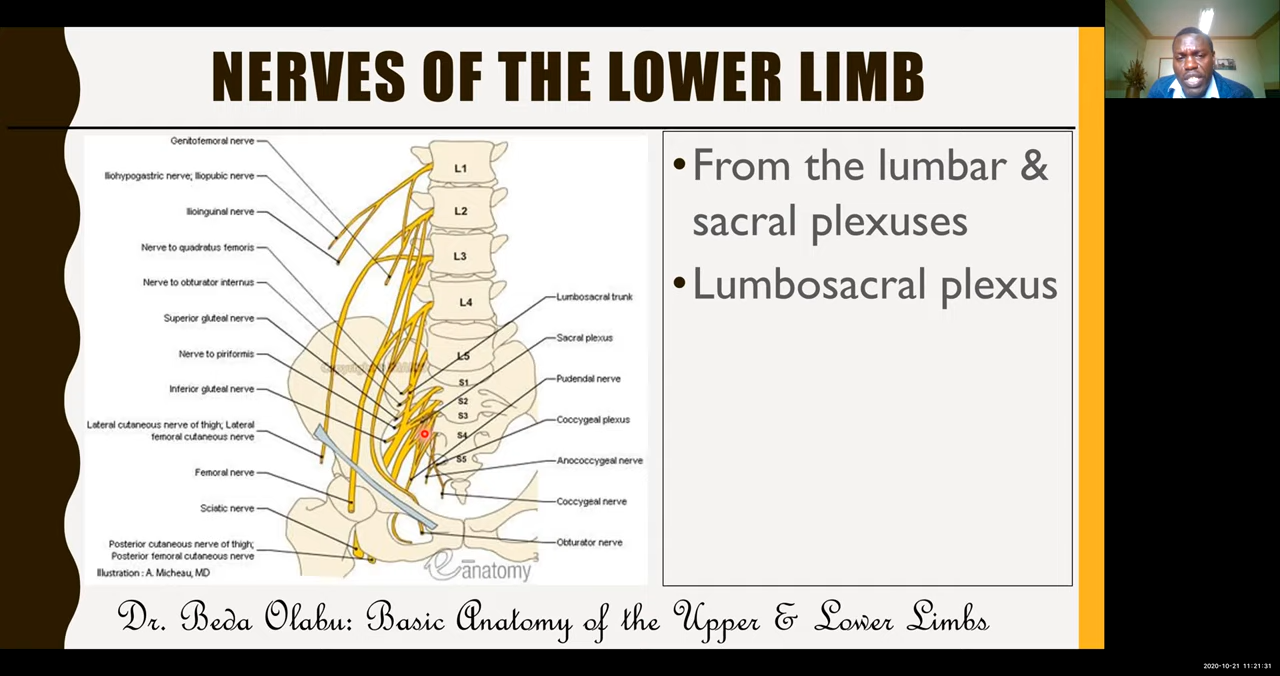 NERVES OF THE LOWER LIMB
Genitofemoral nerve
Iliohypogastric nerve; Iliopubic nerve
Ilioinguinal nerve
Nerve to quadratus femoris
Nerve to obturator internus
Superior gluteal nerve
Nerve to piriformis
Inferior gluteal nerve
Lateral cutaneous nerve of thigh; Lateral
femoral cutaneous nerve
Femoral nerve
Sciatic nerve
Posterior cutaneous nerve of thigh;
Posterior femoral cutaneous nerve
Illustration : A. Micheau, MD
L1
L2
L3
L4
L5
S1
S2
S3
S4
S5
Lumbosacral trunk
Sacral plexus
Pudendal nerve
Coccygeal plexus
Anococcygeal nerve
Coccygeal nerve
Obturator nerve
e anatomy
•From the lumbar &
sacral plexuses
•Lumbosacral plexus
Dr. Beda Olabu: Basic Anatomy of the Upper & Lower Limbs
2020-10-21 11:21:31